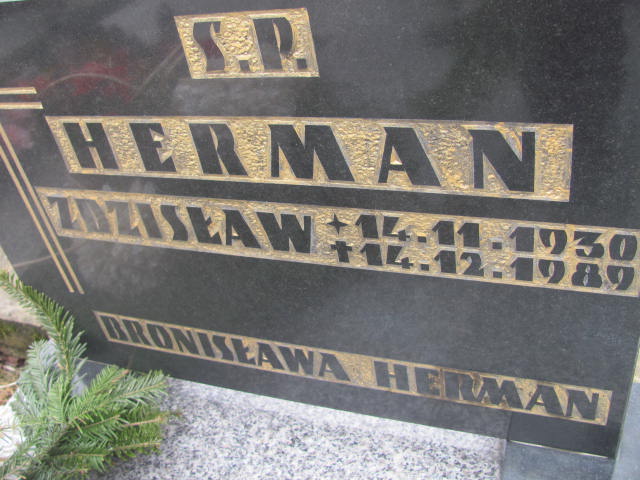 Ś.P.
HERMAN
ZDZISŁAW ✦14.11.1930
✝14.12.1989
BRONISŁAWA HERMAN